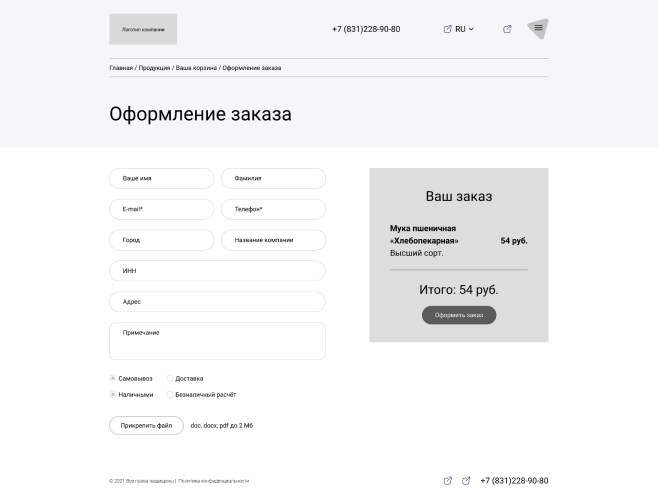 Логотип компании
+7 (831)228-90-80
RU
Главная / Продукция / Ваша корзина / Оформление заказа
Оформление заказа
Ваше имя
Фамилия
E-mail*
Телефон*
Город
Название компании
ИНН
Адрес
Примечание
Самовывоз
Доставка
Наличными
Безналичный расчёт
Прикрепить файл
doc, docx, pdf до 2 Мб
Ваш заказ
Мука пшеничная
«Хлебопекарная» 54 руб.
Высший сорт.
Итого: 54 руб.
Оформить заказ
© 2021 Все права защищены | Политика конфиденциальности
+7 (831)228-90-80